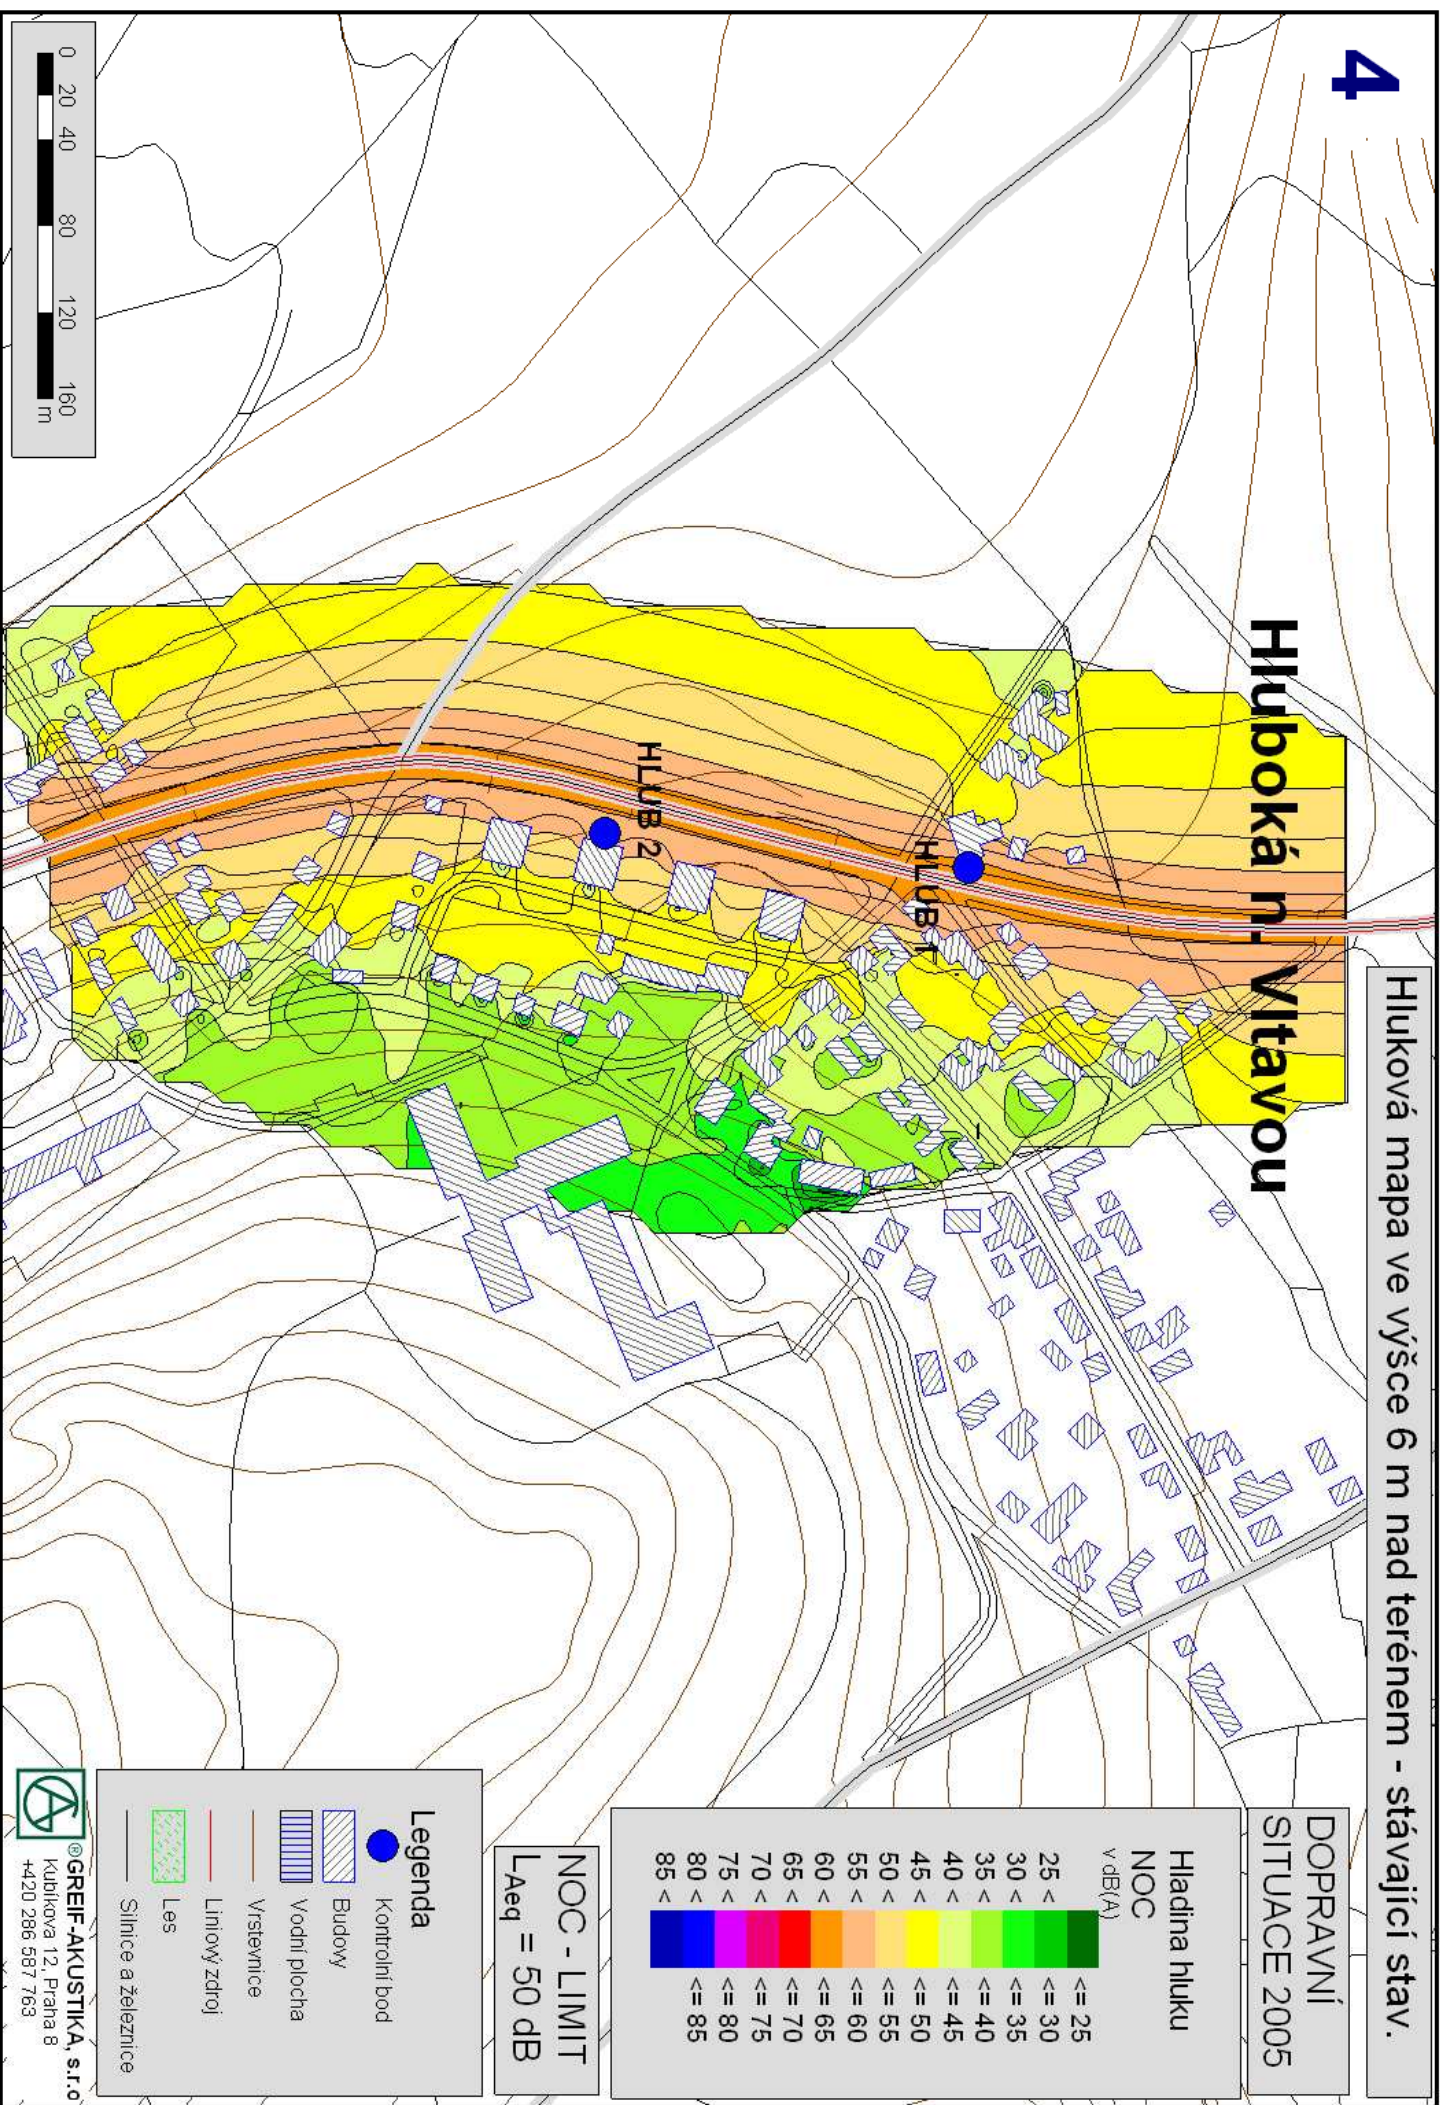 4
Hluková mapa ve výšce 6 m nad terénem - stávající stav.
Hluboká n. Vltavou
DOPRAVNÍ
SITUACE 2005
Hladina hluku
NOC
v dB(A)
<= 25
25 < <= 30
30 < <= 35
35 < <= 40
40 < <= 45
45 < <= 50
50 < <= 55
55 < <= 60
60 < <= 65
65 < <= 70
70 < <= 75
75 < <= 80
80 < <= 85
85 <
HLUB 1
HLUB 2
NOC - LIMIT
LAeq = 50 dB
Legenda
Kontrolní bod
Budovy
Vodní plocha
Vrstevnice
Liniový zdroj
Les
Silnice a železnice
0 20 40 80 120 160
m
®GREIF-AKUSTIKA, s.r.o
Kubíkova 12, Praha 8
+420 286 587 763